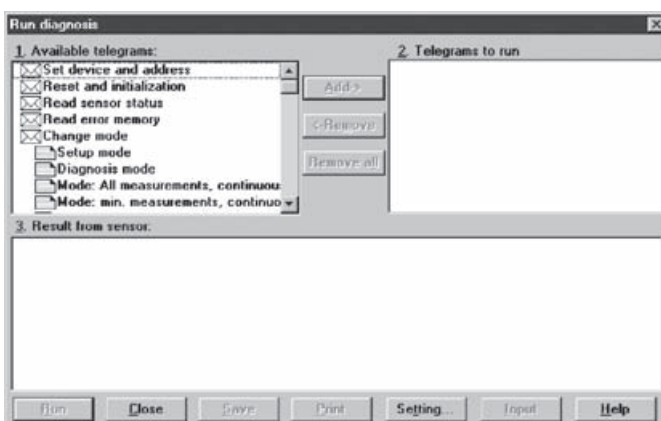 Run diagnosis
1. Available telegrams:
Set device and address
Reset and initialization
Read sensor status
Read error memory
Change mode
Setup mode
Diagnosis mode
Mode: All measurements, continuou
Mode: min. measurements, continuo
Add >
<-Remove
Remove all
2. Telegrams to run
3. Result from sensor:
Run Close Save Print Setting... Input Help